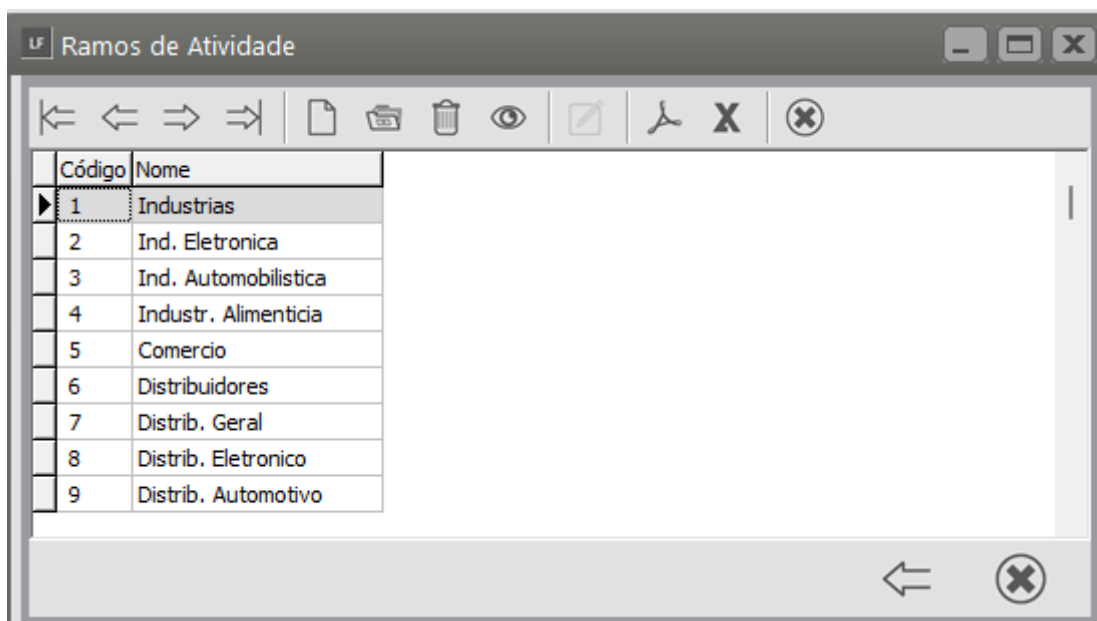 LF Ramos de Atividade
Código Nome
1 Industrias
2 Ind. Eletronica
3 Ind. Automobilistica
4 Industr. Alimenticia
5 Comercio
6 Distribuidores
7 Distrib. Geral
8 Distrib. Eletronico
9 Distrib. Automotivo